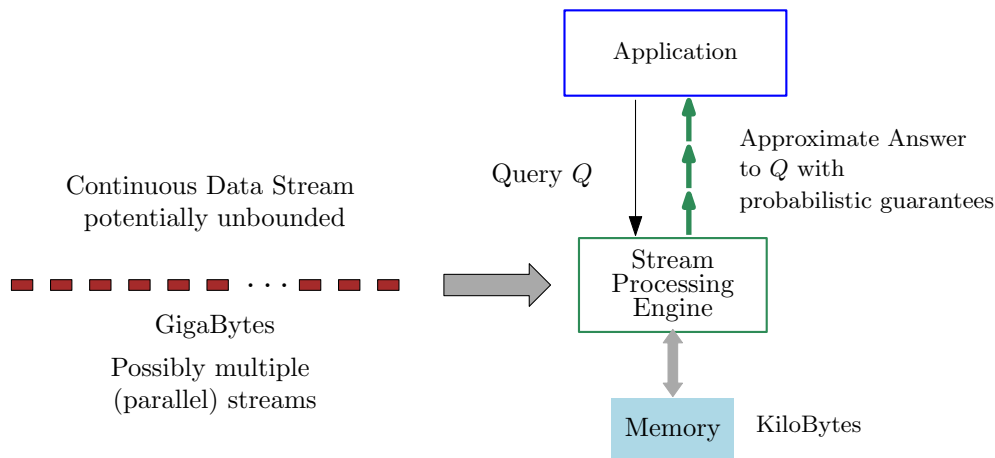 Application
Query Q
Approximate Answer
to Q with
probabilistic guarantees
Continuous Data Stream
potentially unbounded
. . .
GigaBytes
Possibly multiple
(parallel) streams
Stream
Processing
Engine
Memory
KiloBytes